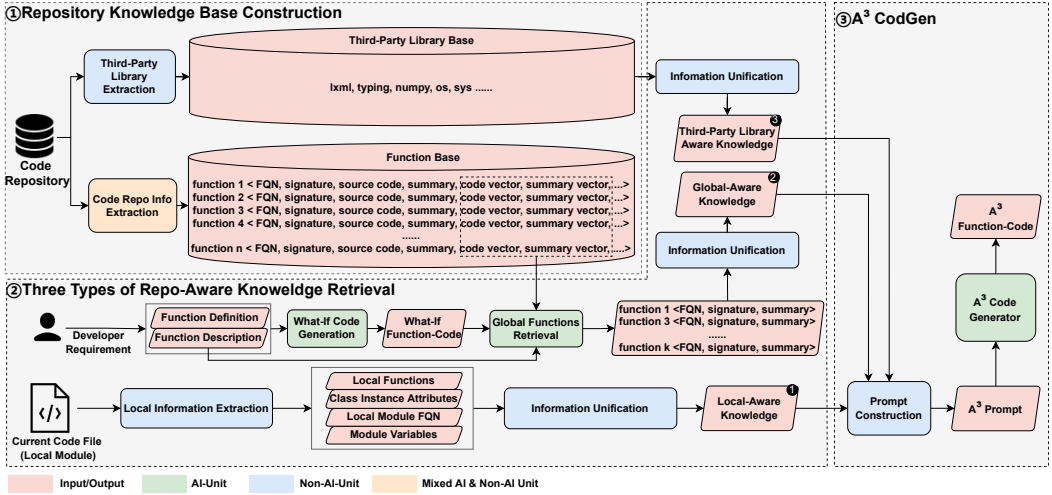 ①Repository Knowledge Base Construction
Third-Party
Library
Extraction
Third-Party Library Base
lxml, typing, numpy, os, sys ......
Code
Repository
Code Repo Info
Extraction
Function Base
function 1 < FQN, signature, source code, summary, code vector, summary vector, ...>
function 2 < FQN, signature, source code, summary, code vector, summary vector, ...>
function 3 < FQN, signature, source code, summary, code vector, summary vector, ...>
function 4 < FQN, signature, source code, summary, code vector, summary vector, ...>
......
function n < FQN, signature, source code, summary, code vector, summary vector, ....>
Infomation Unification
Third-Party Library
Aware Knowledge
3
Global-Aware
Knowledge
2
Infomation Unification
②Three Types of Repo-Aware Knoweldge Retrieval
Developer
Requirement
Function Definition
Function Description
What-If Code
Generation
What-If
Function-Code
Global Functions
Retrieval
function 1 <FQN, signature, summary>
function 3 <FQN, signature, summary>
......
function k <FQN, signature, summary>
Current Code File
(Local Module)
Local Information Extraction
Local Functions
Class Instance Attributes
Local Module FQN
Module Variables
Information Unification
Local-Aware
Knowledge
1
③A³ CodGen
A³
Function-Code
A³ Code
Generator
Prompt
Construction
A³ Prompt
Input/Output
AI-Unit
Non-AI-Unit
Mixed AI & Non-AI Unit